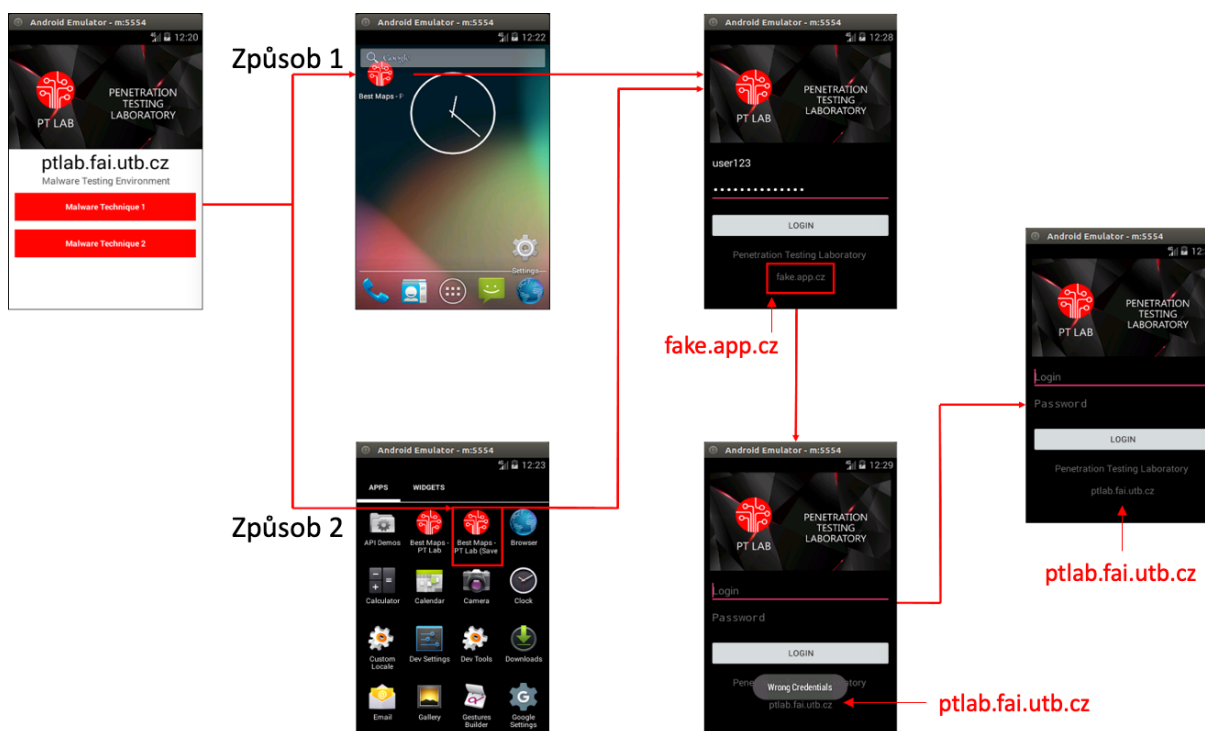 Android Emulator - m:5554
12:20
PT LAB
PENETRATION
TESTING
LABORATORY
ptlab.fai.utb.cz
Malware Testing Environment
Malware Technique 1
Malware Technique 2
Způsob 1
Android Emulator - m:5554
12:22
Google
Best Maps - P
Settings
Android Emulator - m:5554
12:28
PT LAB
PENETRATION
TESTING
LABORATORY
user123
LOGIN
Penetration Testing Laboratory
fake.app.cz
fake.app.cz
Způsob 2
Android Emulator - m:5554
12:23
APPS WIDGETS
API Demos
Best Maps -
PT Lab
Best Maps -
PT Lab (Save
Browser
Calculator
Calendar
Camera
Clock
Custom
Locale
Dev Settings
Dev Tools
Downloads
Email
Gallery
Gestures
Builder
Google
Settings
Android Emulator - m:5554
12:29
PT LAB
PENETRATION
TESTING
LABORATORY
Login
Password
LOGIN
Wrong Credentials
ptlab.fai.utb.cz
ptlab.fai.utb.cz
Android Emulator - m:5554
PT LAB
PENETRATION
TESTING
LABORATORY
Login
Password
LOGIN
Penetration Testing Laboratory
ptlab.fai.utb.cz
ptlab.fai.utb.cz